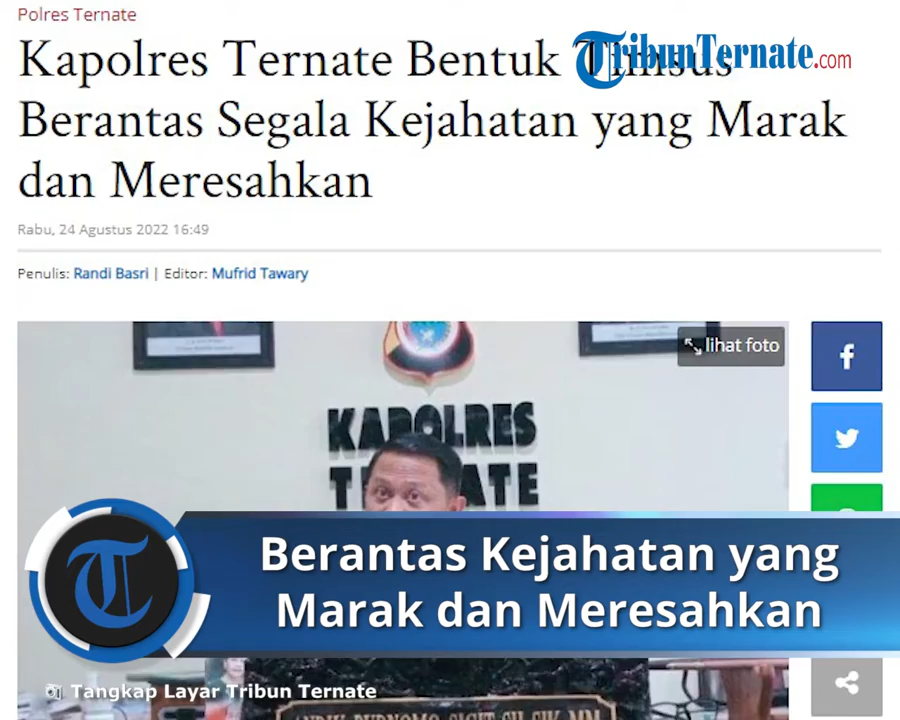 Polres Ternate
Kapolres Ternate Bentuk Timsus
TribunTernate.com
Berantas Segala Kejahatan yang Marak
dan Meresahkan
Rabu, 24 Agustus 2022 16:49
Penulis: Randi Basri | Editor: Mufrid Tawary
lihat foto
KAPOLRES
TERNATE
Berantas Kejahatan yang
Marak dan Meresahkan
Tangkap Layar Tribun Ternate